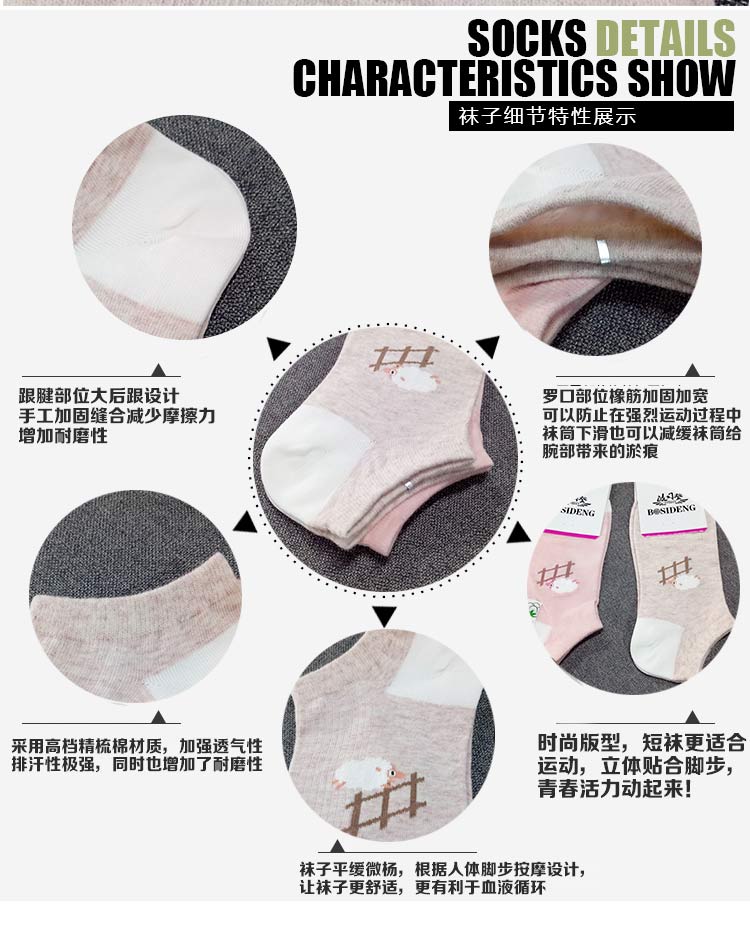 SOCKS DETAILS
CHARACTERISTICS SHOW
袜子细节特性展示
跟腱部位大后跟设计
手工加固缝合减少摩擦力
增加耐磨性
罗口部位橡筋加固加宽
可以防止在强烈运动过程中
袜筒下滑也可以减缓袜筒给
腕部带来的淤痕
BOSIDENG
BOSIDENG
采用高档精梳棉材质，加强透气性
排汗性极强，同时也增加了耐磨性
时尚版型，短袜更适合
运动，立体贴合脚步，
青春活力动起来！
袜子平缓微杨，根据人体脚步按摩设计，
让袜子更舒适，更有利于血液循环